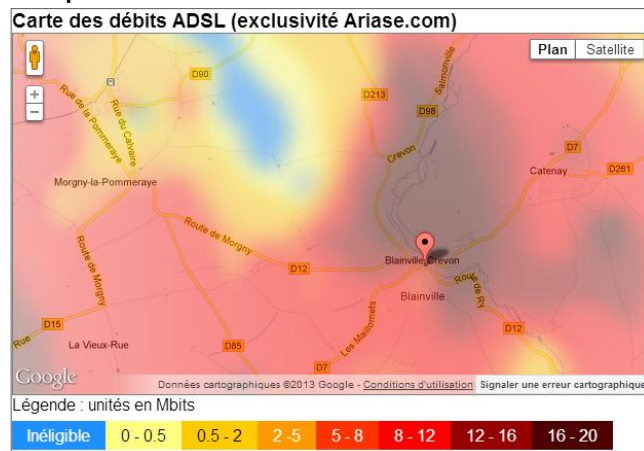 Carte des débits ADSL (exclusivité Ariase.com)
Plan
Satellite
D90
D213
Salmonville
D98
Rue de la Pommeraye
Rue du Calvaire
Crevon
D7
Catenay
D261
Morgny-la-Pommeraye
Route de Morgny
Route de Morgny
D12
Blainville-Crevon
Route de Ry
Blainville
D15
Rue
La Vieux-Rue
D85
Les Maillomets
D7
D12
Google
Données cartographiques ©2013 Google - Conditions d'utilisation
Signaler une erreur cartographique
Légende : unités en Mbits
Inéligible
0 - 0.5
0.5 - 2
2 -5
5 - 8
8 - 12
12 - 16
16 - 20